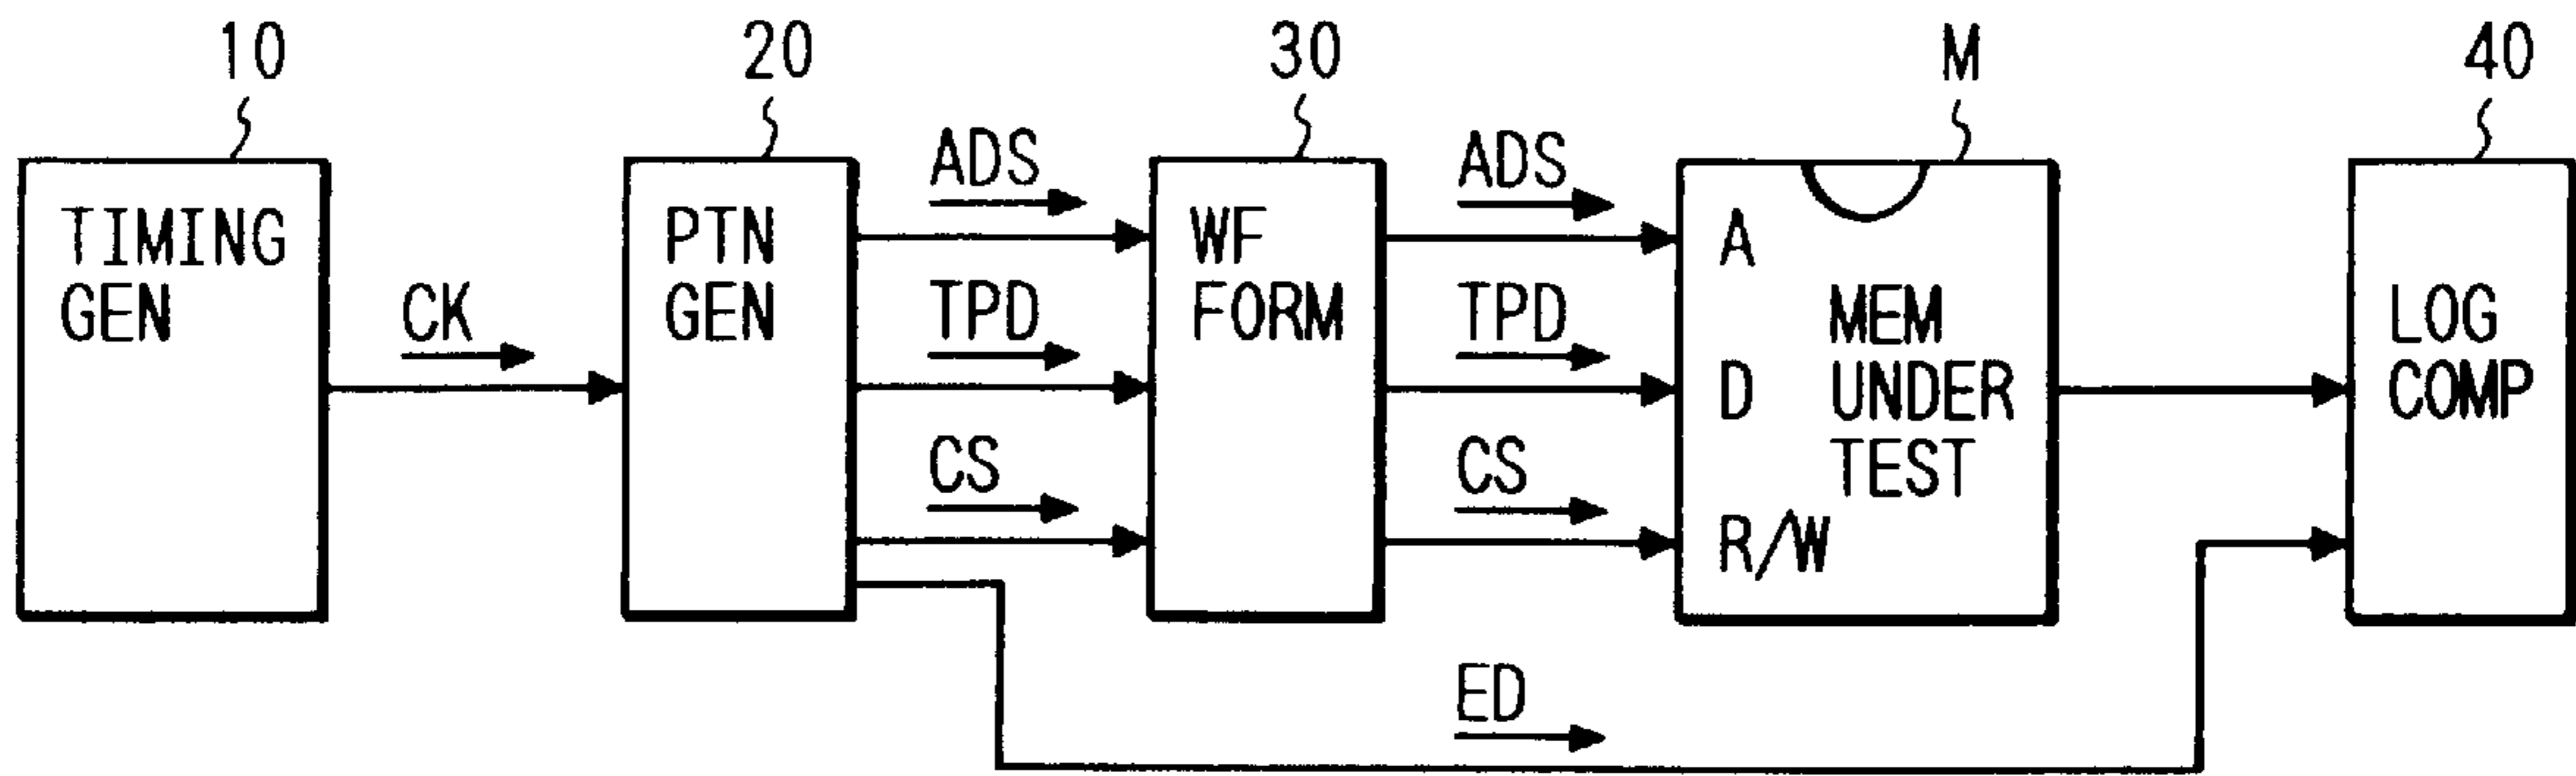 10
20
30
M
40
TIMING
GEN
CK
PTN
GEN
ADS
TPD
CS
WF
FORM
ADS
TPD
CS
A
D
R/W
MEM
UNDER
TEST
LOG
COMP
ED